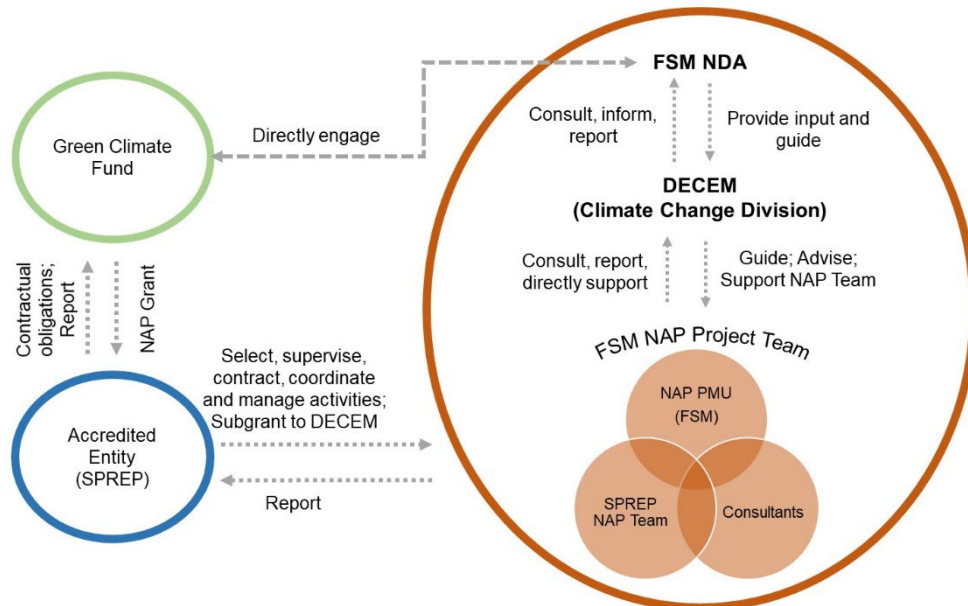 FSM NDA
Consult, inform,
report
Provide input and
guide
Directly engage
Green Climate
Fund
DECEM
(Climate Change Division)
Consult, report,
directly support
Guide; Advise;
Support NAP Team
Contractual
obligations;
Report
NAP Grant
FSM NAP Project Team
Select, supervise,
contract, coordinate
and manage activities;
Subgrant to DECEM
NAP PMU
(FSM)
Accredited
Entity
(SPREP)
Report
SPREP
NAP Team
Consultants